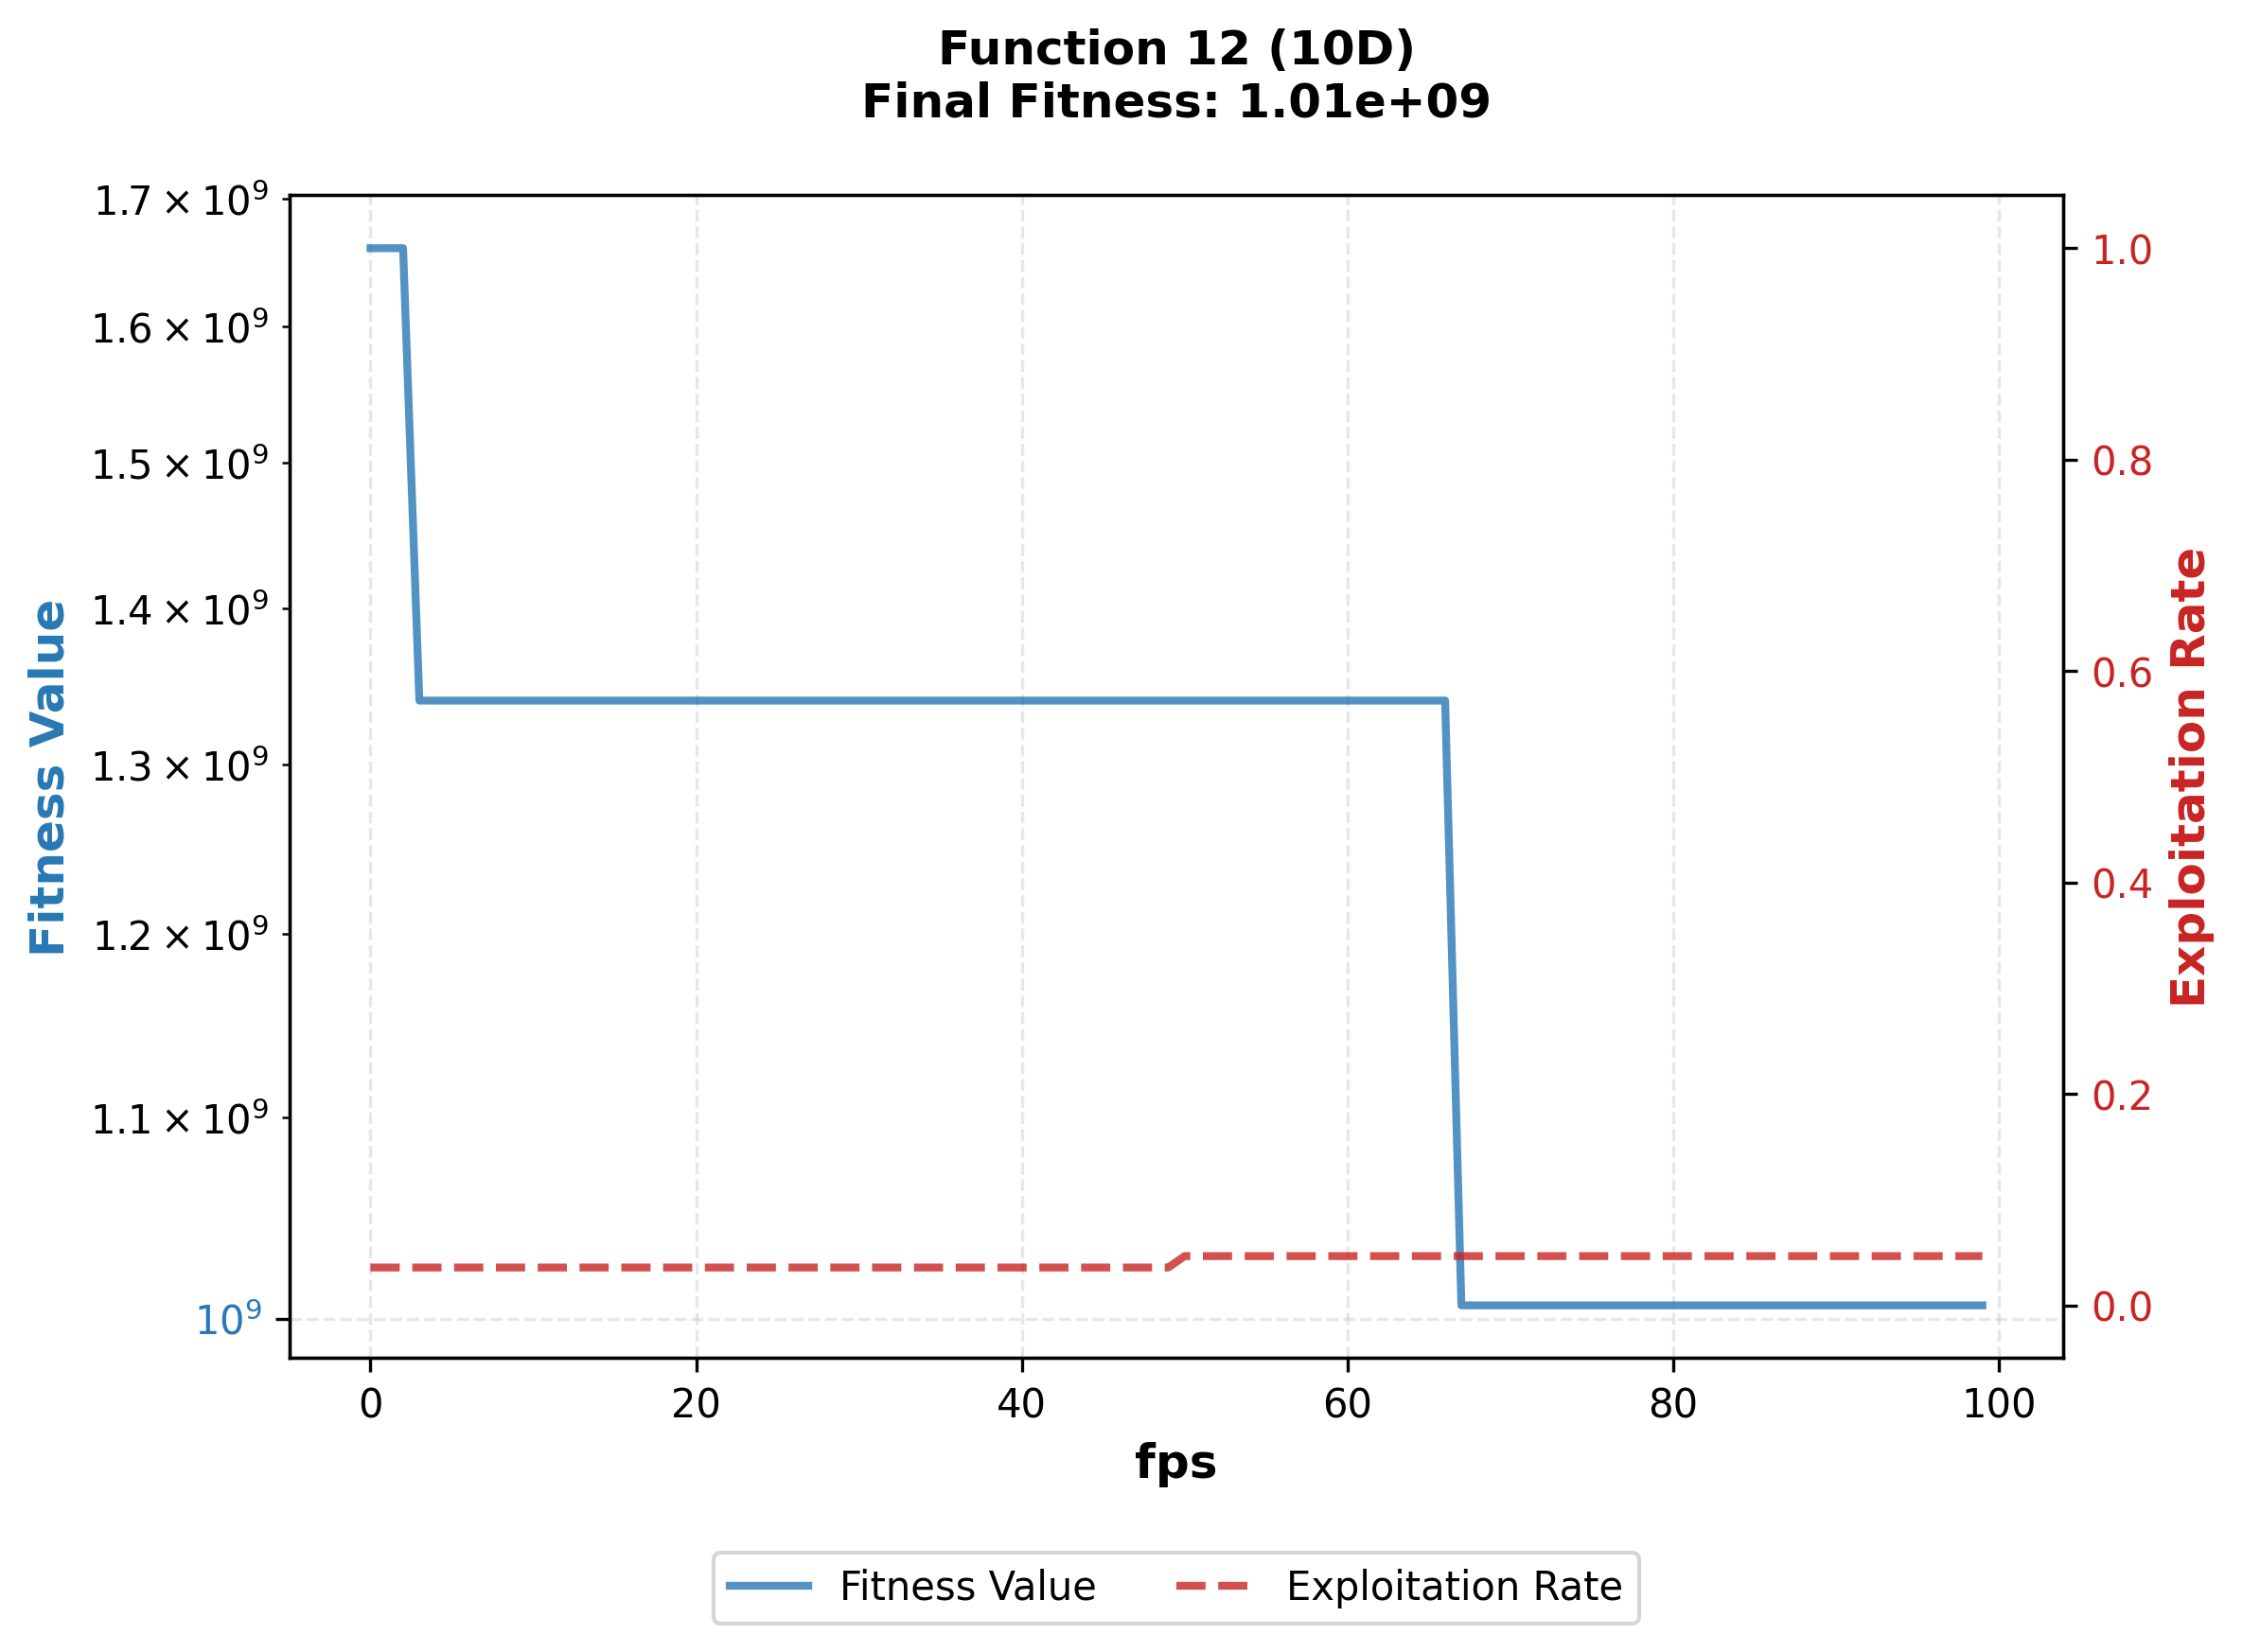 Function 12 (10D)
Final Fitness: 1.01e+09
Fitness Value
1.7 × 10⁹
1.6 × 10⁹
1.5 × 10⁹
1.4 × 10⁹
1.3 × 10⁹
1.2 × 10⁹
1.1 × 10⁹
10⁹
1.0
0.8
0.6
0.4
0.2
0.0
Exploitation Rate
0 20 40 60 80 100
fps
Fitness Value Exploitation Rate